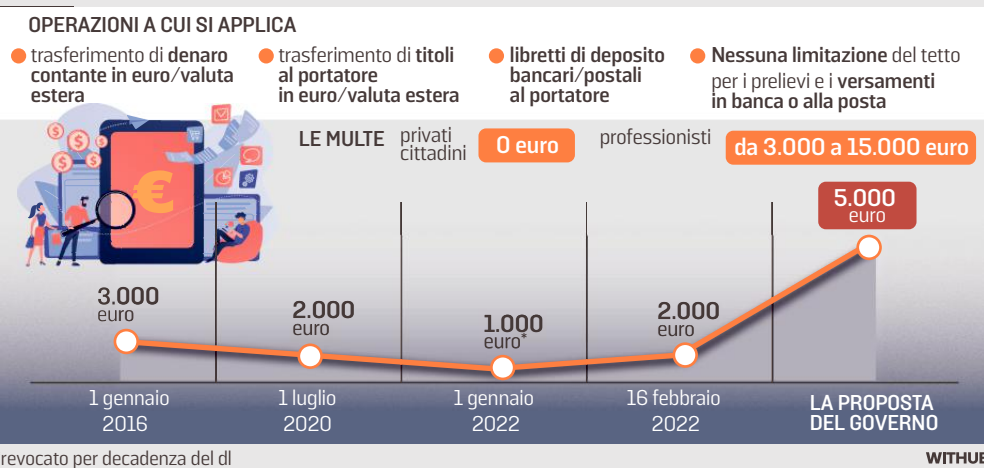 OPERAZIONI A CUI SI APPLICA
● trasferimento di denaro
contante in euro/valuta
estera
● trasferimento di titoli
al portatore
in euro/valuta estera
● libretti di deposito
bancari/postali
al portatore
● Nessuna limitazione del tetto
per i prelievi e i versamenti
in banca o alla posta
LE MULTE
privati
cittadini
0 euro
professionisti
da 3.000 a 15.000 euro
3.000
euro
2.000
euro
1.000
euro*
2.000
euro
5.000
euro
1 gennaio
2016
1 luglio
2020
1 gennaio
2022
16 febbraio
2022
LA PROPOSTA
DEL GOVERNO
revocato per decadenza del dl
WITHUB